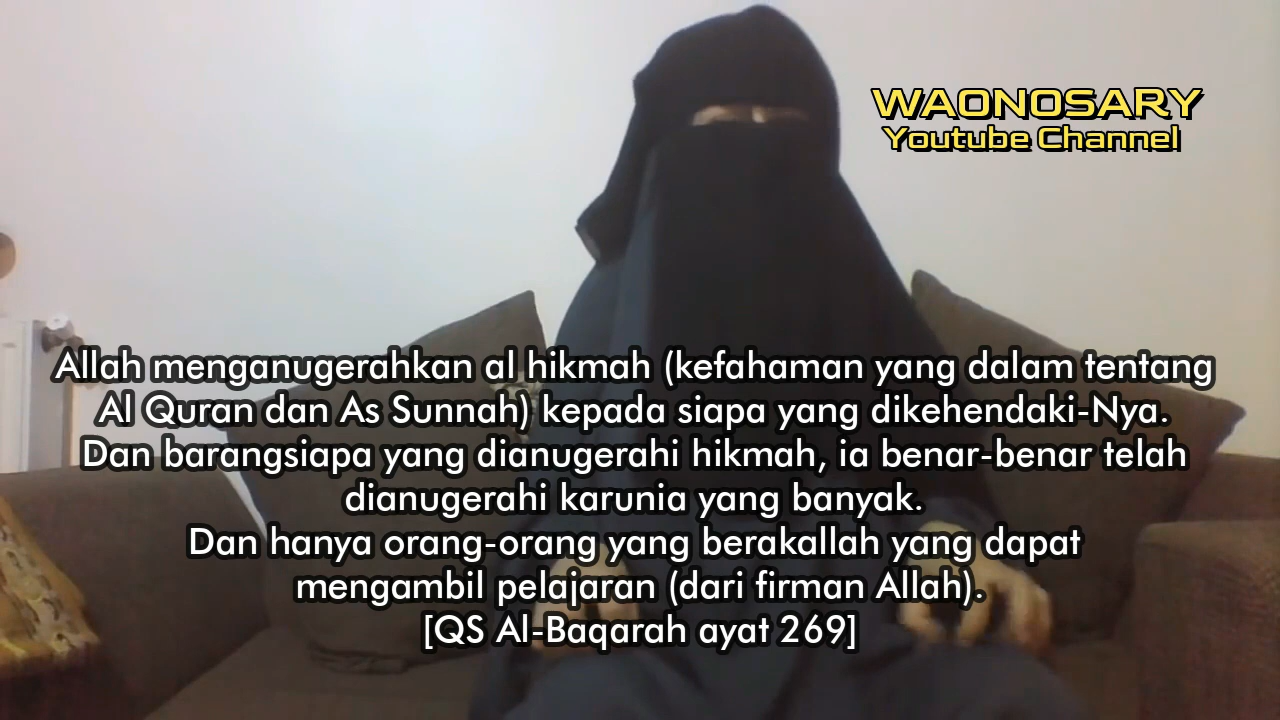 WAONOSARY
Youtube Channel
Allah menganugerahkan al hikmah (kefahaman yang dalam tentang
Al Quran dan As Sunnah) kepada siapa yang dikehendaki-Nya.
Dan barangsiapa yang dianugerahi hikmah, ia benar-benar telah
dianugerahi karunia yang banyak.
Dan hanya orang-orang yang berakallah yang dapat
mengambil pelajaran (dari firman Allah).
[QS Al-Baqarah ayat 269]